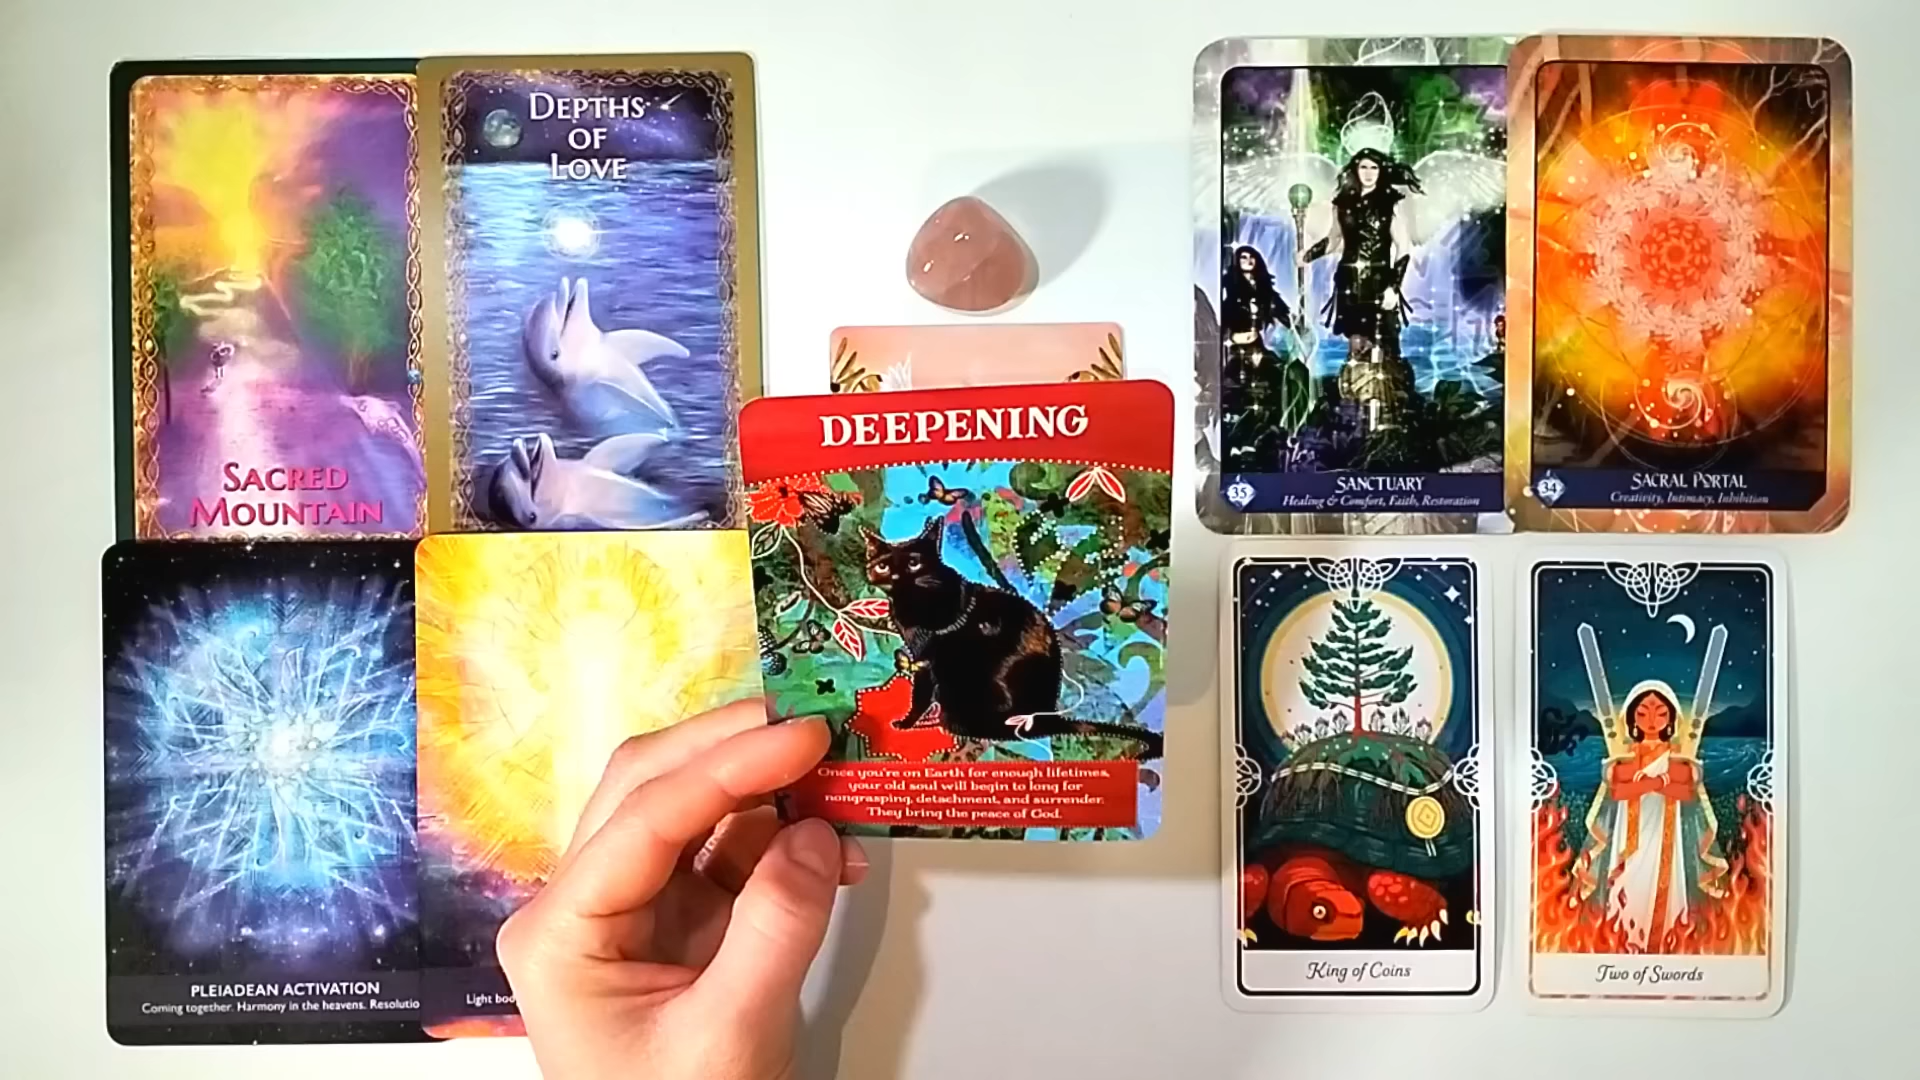 DEPTHS
OF
LOVE
SACRED
MOUNTAIN
DEEPENING
Once you're on Earth for enough lifetimes,
your old soul will begin to long for
nongrasping, detachment, and surrender.
They bring the peace of God.
35
SANCTUARY
Healing & Comfort, Faith, Restoration
34
SACRAL PORTAL
Creativity, Intimacy, Inhibition
PLEIADEAN ACTIVATION
Coming together. Harmony in the heavens. Resolutio
Light bo
King of Coins
Two of Swords